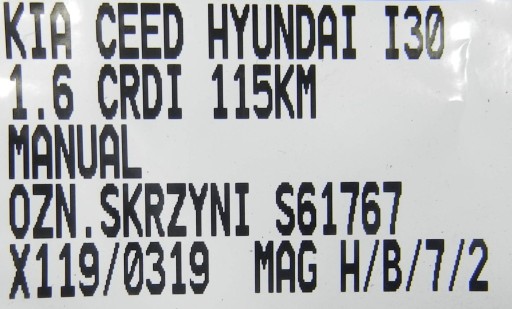 KIA CEED HYUNDAI I30
1.6 CRDI 115KM
MANUAL
OZN.SKRZYNI S61767
X119/0319 MAG H/B/7/2